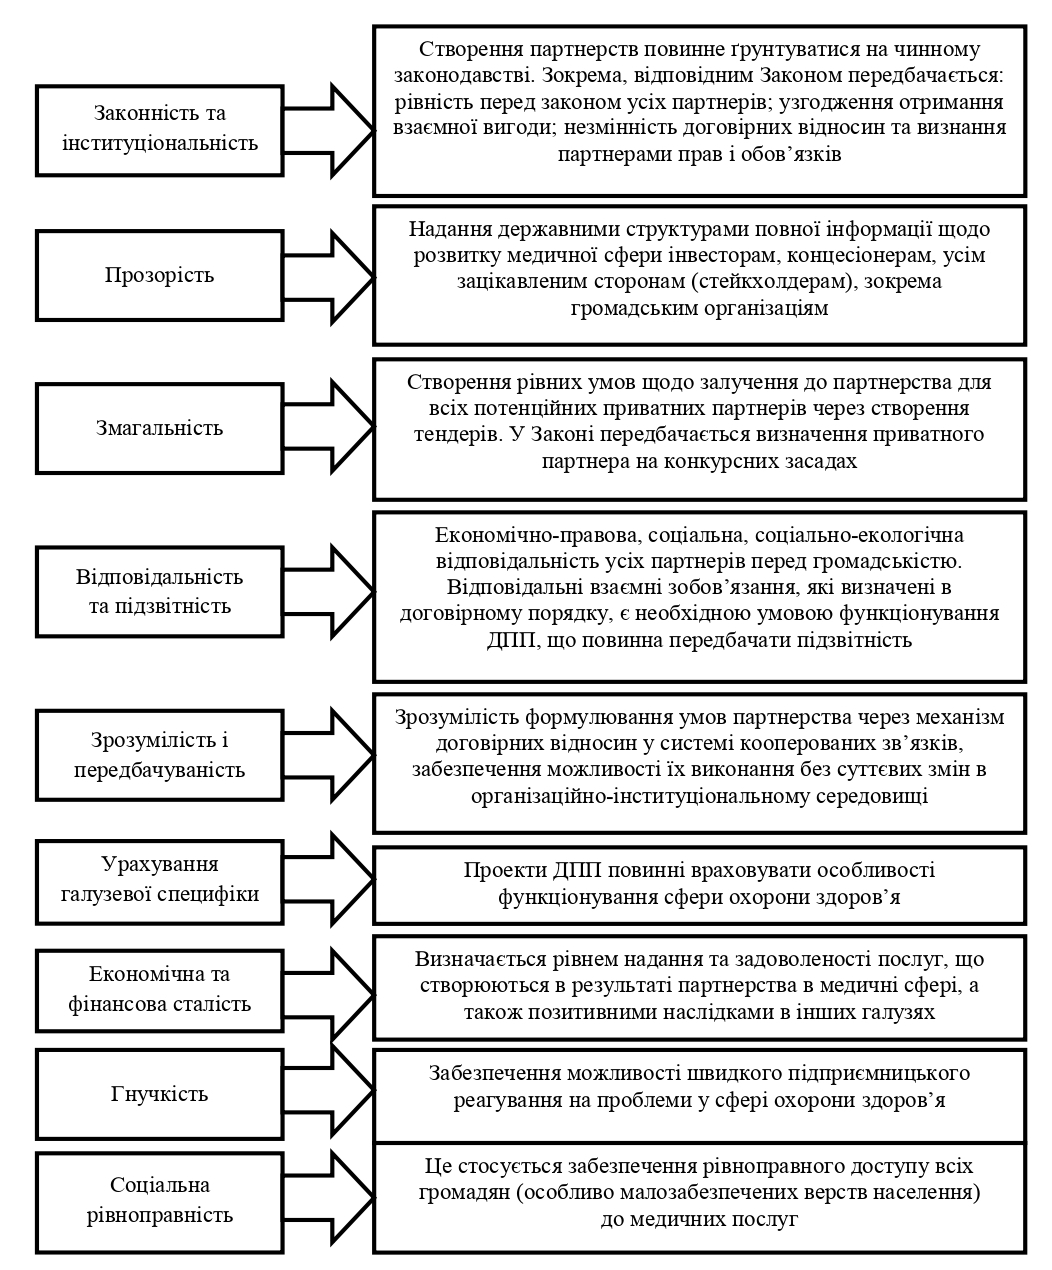 Законність та
інституціональність
Створення партнерств повинне ґрунтуватися на чинному
законодавстві. Зокрема, відповідним Законом передбачається:
рівність перед законом усіх партнерів; узгодження отримання
взаємної вигоди; незмінність договірних відносин та визнання
партнерами прав і обов’язків
Прозорість
Надання державними структурами повної інформації щодо
розвитку медичної сфери інвесторам, концесіонерам, усім
зацікавленим сторонам (стейкхолдерам), зокрема
громадським організаціям
Змагальність
Створення рівних умов щодо залучення до партнерства для
всіх потенційних приватних партнерів через створення
тендерів. У Законі передбачається визначення приватного
партнера на конкурсних засадах
Відповідальність
та підзвітність
Економічно-правова, соціальна, соціально-екологічна
відповідальність усіх партнерів перед громадськістю.
Відповідальні взаємні зобов’язання, які визначені в
договірному порядку, є необхідною умовою функціонування
ДПП, що повинна передбачати підзвітність
Зрозумілість і
передбачуваність
Зрозумілість формулювання умов партнерства через механізм
договірних відносин у системі кооперованих зв’язків,
забезпечення можливості їх виконання без суттєвих змін в
організаційно-інституціональному середовищі
Урахування
галузевої специфіки
Проекти ДПП повинні враховувати особливості
функціонування сфери охорони здоров’я
Економічна та
фінансова сталість
Визначається рівнем надання та задоволеності послуг, що
створюються в результаті партнерства в медичні сфері, а
також позитивними наслідками в інших галузях
Гнучкість
Забезпечення можливості швидкого підприємницького
реагування на проблеми у сфері охорони здоров’я
Соціальна
рівноправність
Це стосується забезпечення рівноправного доступу всіх
громадян (особливо малозабезпечених верств населення)
до медичних послуг